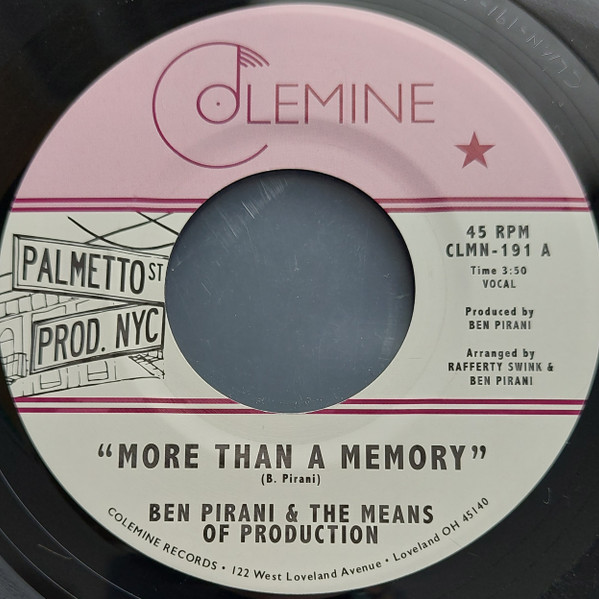 COLEMINE
45 RPM
CLMN-191 A
Time 3:50
VOCAL
Produced by
BEN PIRANI
Arranged by
RAFFERTY SWINK &
BEN PIRANI
PALMETTO ST
PROD. NYC
"MORE THAN A MEMORY"
(B. Pirani)
BEN PIRANI & THE MEANS
OF PRODUCTION
COLEMINE RECORDS • 122 West Loveland Avenue • Loveland OH 45140